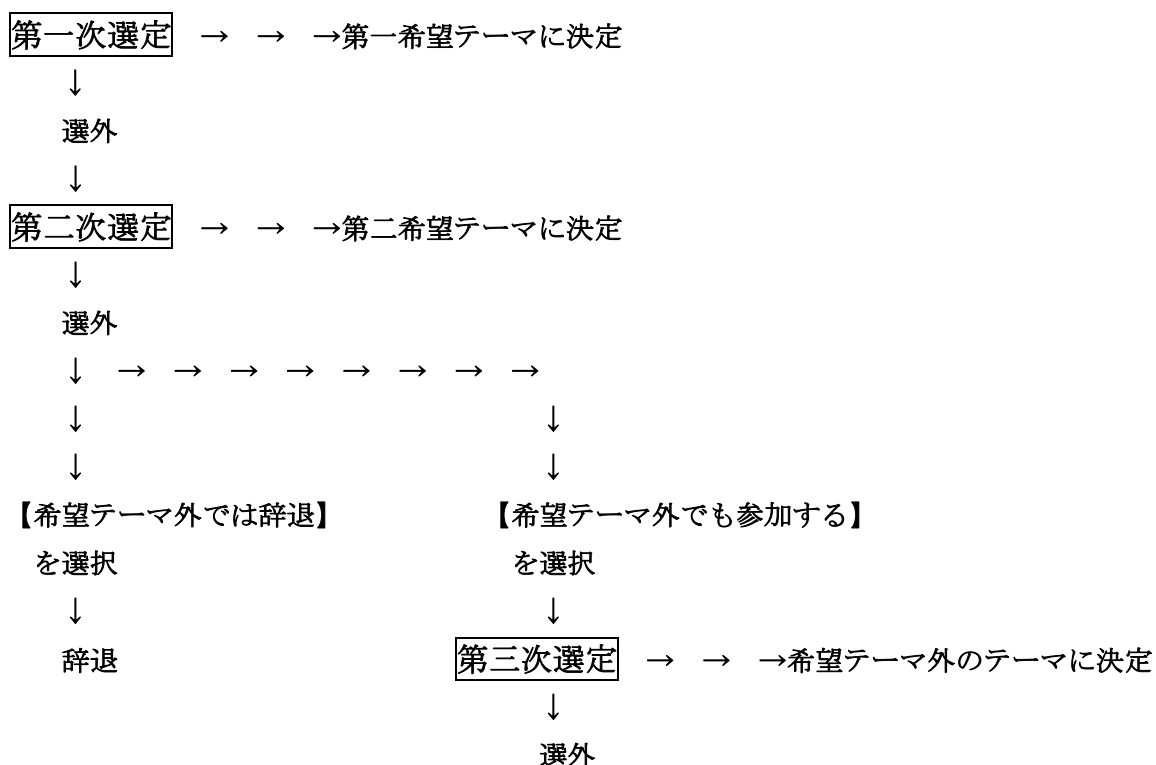 第一次選定 → → →第一希望テーマに決定
↓
選外
↓
第二次選定 → → →第二希望テーマに決定
↓
選外
↓ → → → → → → → →
↓ ↓
↓ ↓
【希望テーマ外では辞退】 【希望テーマ外でも参加する】
を選択 を選択
↓ ↓
辞退 第三次選定 → → →希望テーマ外のテーマに決定
↓
選外